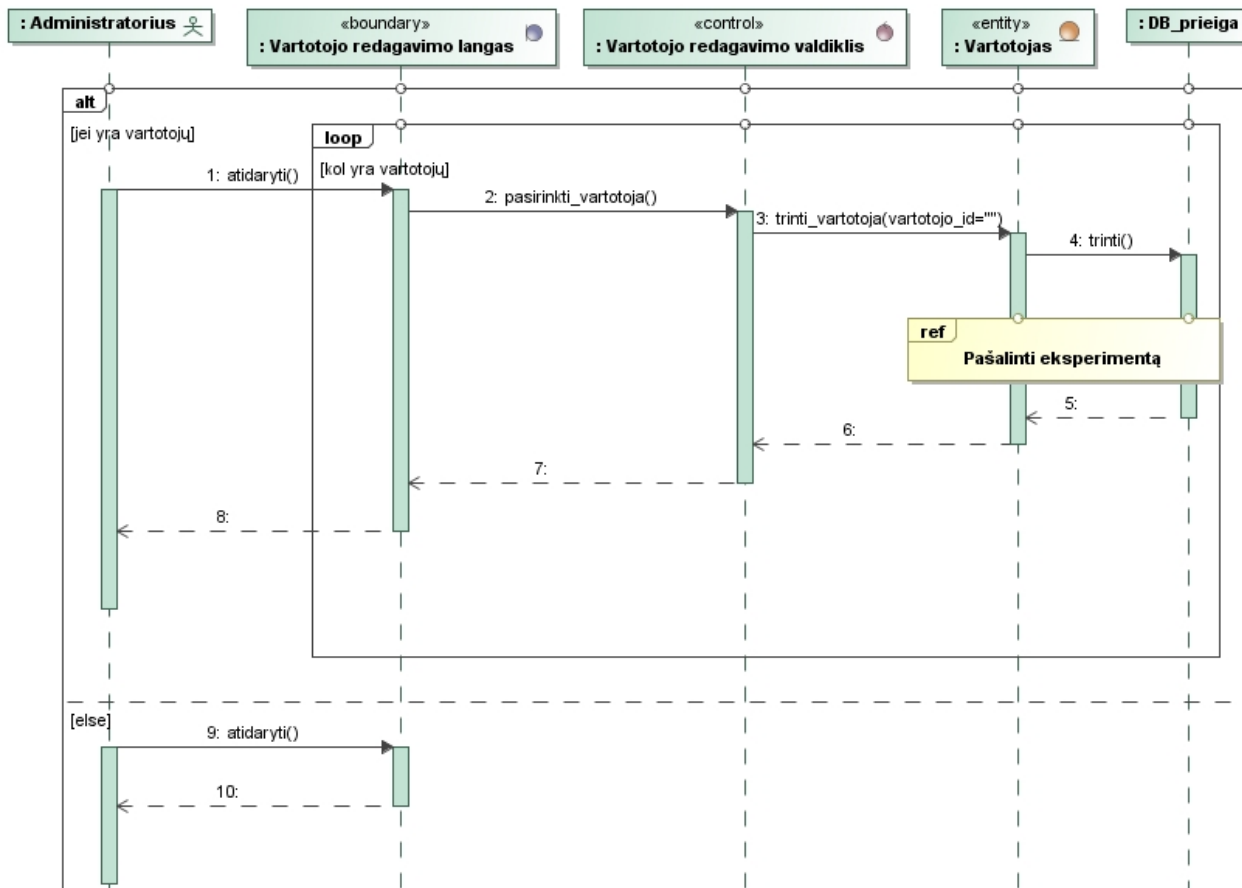 : Administratorius
«boundary»
: Vartotojo redagavimo langas
«control»
: Vartotojo redagavimo valdiklis
«entity»
: Vartotojas
: DB_prieiga
alt
[jei yra vartotojų]
loop
[kol yra vartotojų]
1: atidaryti()
2: pasirinkti_vartotoja()
3: trinti_vartotoja(vartotojo_id="")
4: trinti()
ref
Pašalinti eksperimentą
5:
6:
7:
8:
[else]
9: atidaryti()
10: